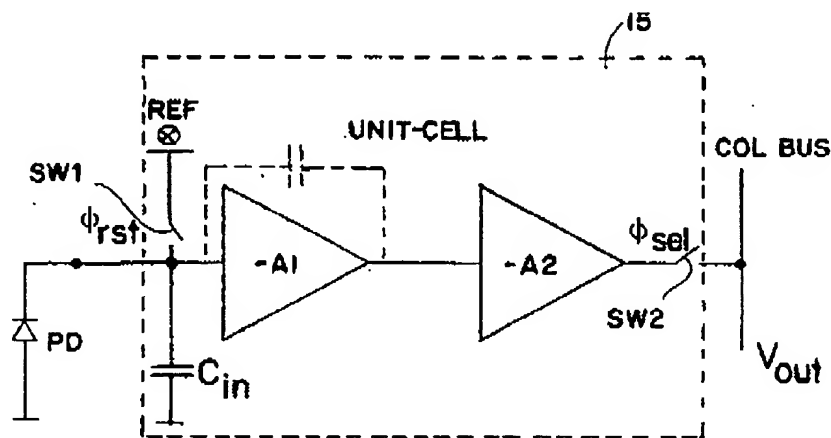 15
REF
UNIT-CELL
COL BUS
SW1
ϕrst
-A1
-A2
ϕsel
SW2
PD
Cin
Vout